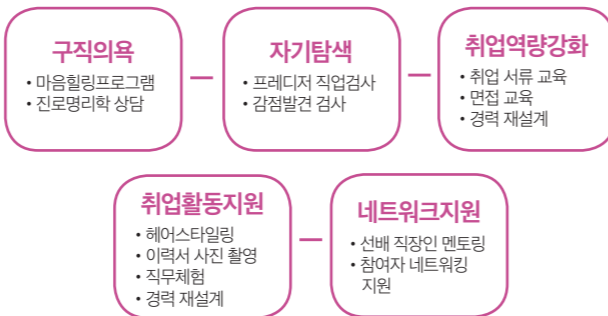 구직의욕
• 마음힐링프로그램
• 진로명리학 상담
자기탐색
• 프레디저 직업검사
• 감점발견 검사
취업역량강화
• 취업 서류 교육
• 면접 교육
• 경력 재설계
취업활동지원
• 헤어스타일링
• 이력서 사진 촬영
• 직무체험
• 경력 재설계
네트워크지원
• 선배 직장인 멘토링
• 참여자 네트워킹
지원